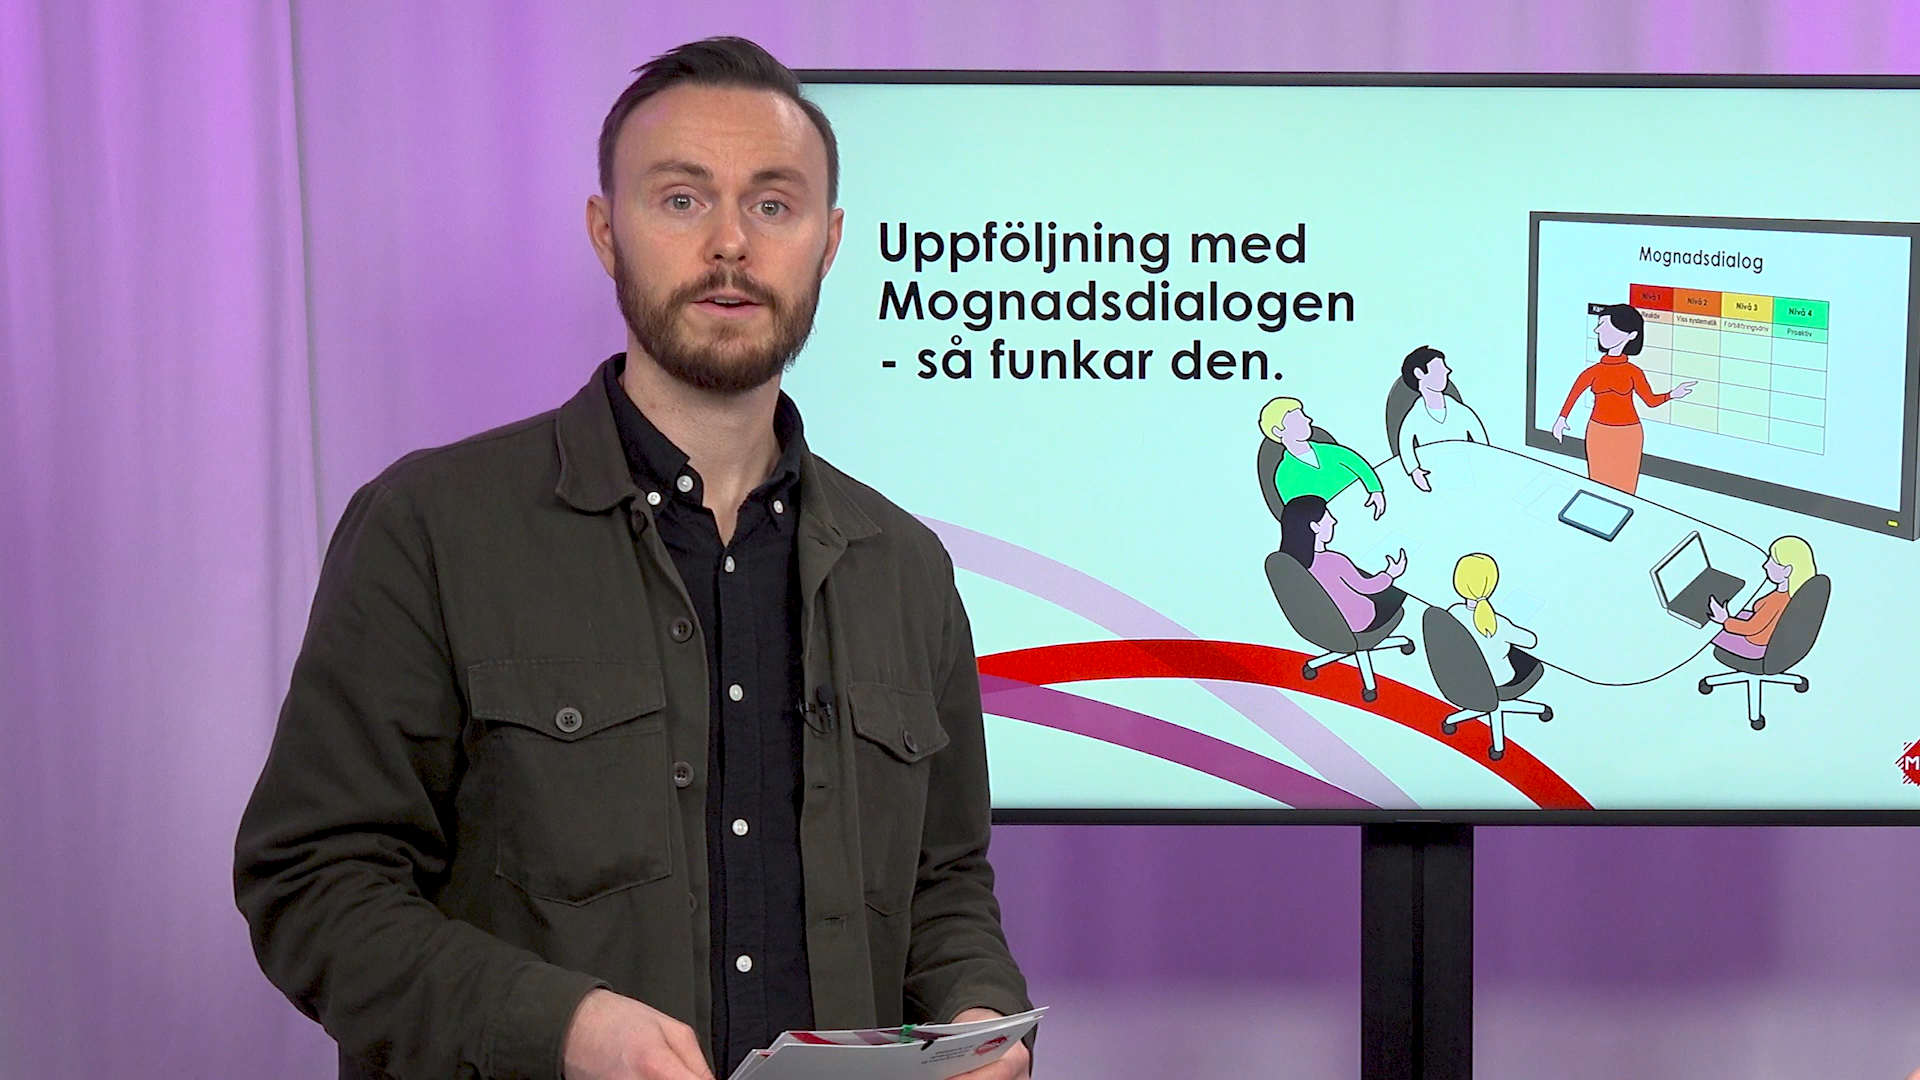 Uppföljning med
Mognadsdialogen
- så funkar den.
Mognadsdialog
Nivå 1 Nivå 2 Nivå 3 Nivå 4
Reaktiv Viss systematik Förbättringsdriv Proaktiv